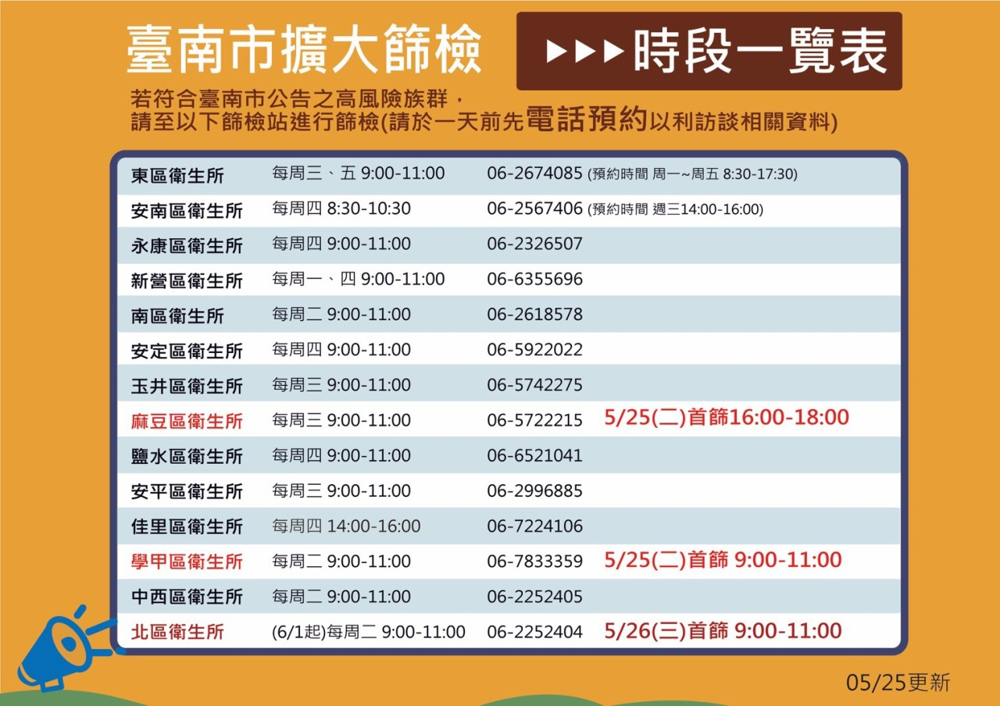 臺南市擴大篩檢
▶▶▶時段一覽表
若符合臺南市公告之高風險族群，
請至以下篩檢站進行篩檢(請於一天前先電話預約以利訪談相關資料)
東區衛生所 每周三、五 9:00-11:00 06-2674085 (預約時間 周一~周五 8:30-17:30)
安南區衛生所 每周四 8:30-10:30 06-2567406 (預約時間 週三14:00-16:00)
永康區衛生所 每周四 9:00-11:00 06-2326507
新營區衛生所 每周一、四 9:00-11:00 06-6355696
南區衛生所 每周二 9:00-11:00 06-2618578
安定區衛生所 每周四 9:00-11:00 06-5922022
玉井區衛生所 每周三 9:00-11:00 06-5742275
麻豆區衛生所 每周三 9:00-11:00 06-5722215 5/25(二)首篩16:00-18:00
鹽水區衛生所 每周四 9:00-11:00 06-6521041
安平區衛生所 每周三 9:00-11:00 06-2996885
佳里區衛生所 每周四 14:00-16:00 06-7224106
學甲區衛生所 每周二 9:00-11:00 06-7833359 5/25(二)首篩 9:00-11:00
中西區衛生所 每周二 9:00-11:00 06-2252405
北區衛生所 (6/1起)每周二 9:00-11:00 06-2252404 5/26(三)首篩 9:00-11:00
05/25更新